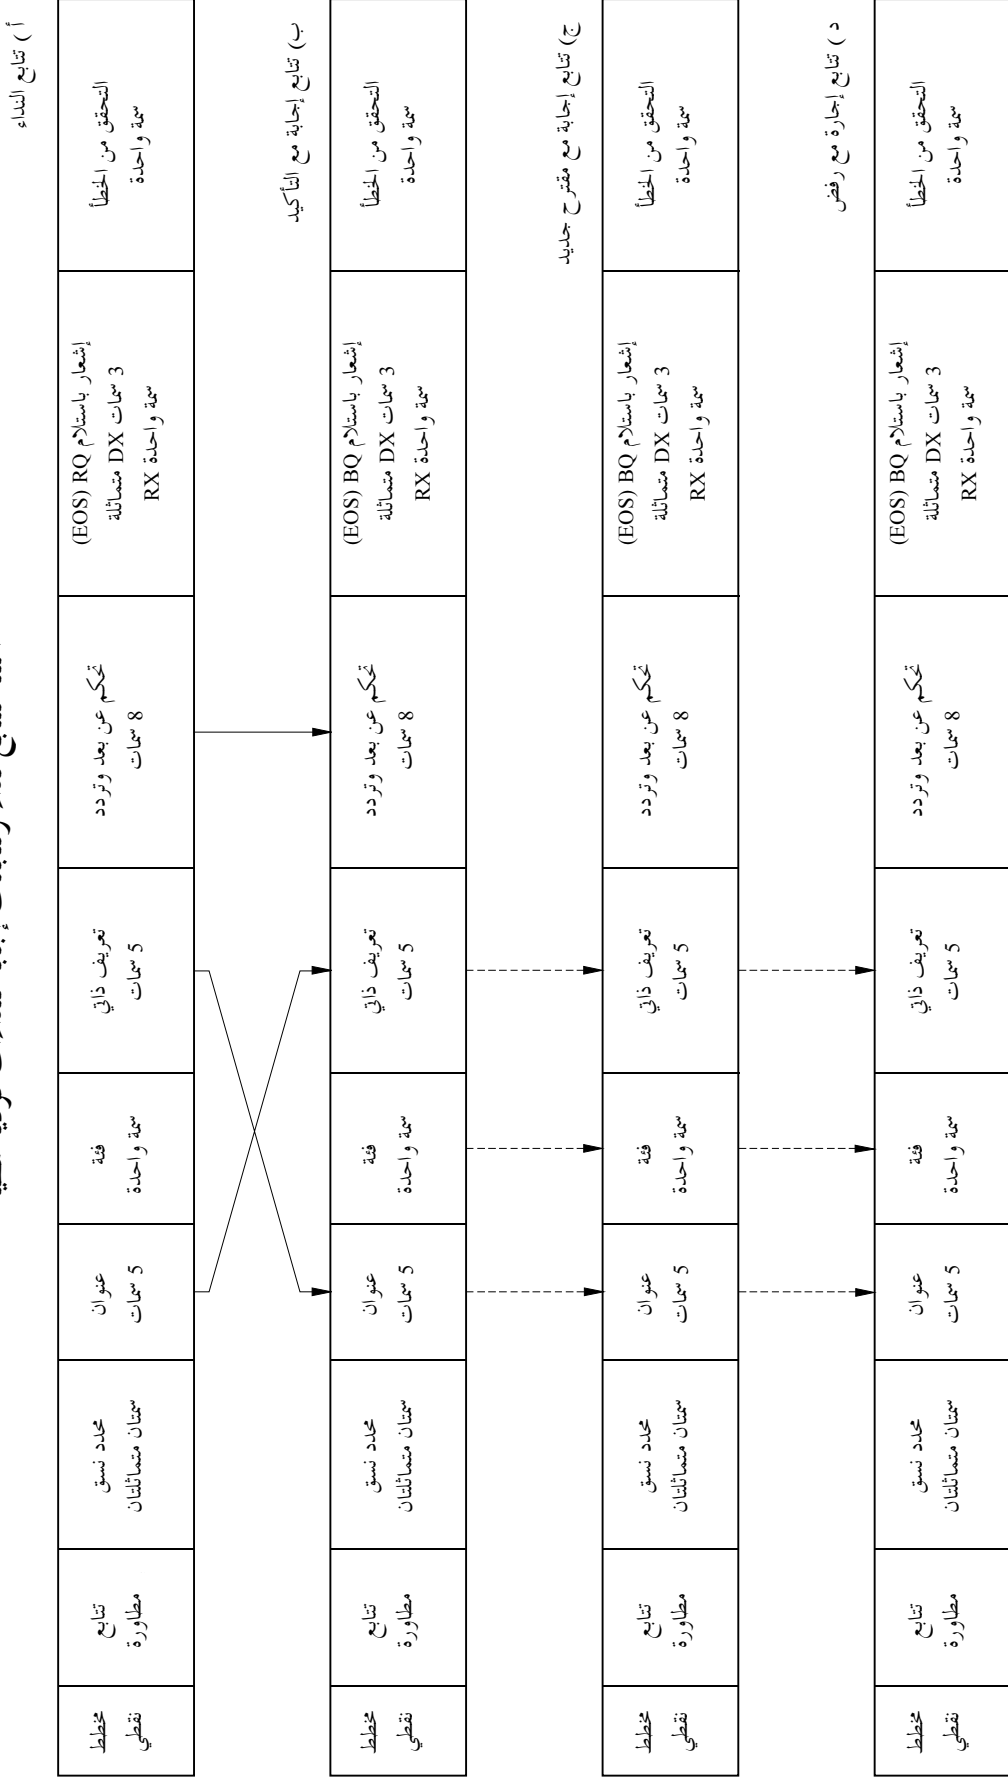 أ ) تتابع النداء
مخطط
نقطي
تتابع
مطاورة
محدد نسق
سمتان متماثلتان
عنوان
5 سمات
فئة
سمة واحدة
تعريف ذاتي
5 سمات
تحكم عن بعد وتردد
8 سمات
إشعار باستلام RQ (EOS)
3 سمات DX متماثلة
سمة واحدة RX
التحقق من الخطأ
سمة واحدة
ب) تتابع إجابة مع التأكيد
مخطط
نقطي
تتابع
مطاورة
محدد نسق
سمتان متماثلتان
عنوان
5 سمات
فئة
سمة واحدة
تعريف ذاتي
5 سمات
تحكم عن بعد وتردد
8 سمات
إشعار باستلام BQ (EOS)
3 سمات DX متماثلة
سمة واحدة RX
التحقق من الخطأ
سمة واحدة
ج) تتابع إجابة مع مقترح جديد
مخطط
نقطي
تتابع
مطاورة
محدد نسق
سمتان متماثلتان
عنوان
5 سمات
فئة
سمة واحدة
تعريف ذاتي
5 سمات
تحكم عن بعد وتردد
8 سمات
إشعار باستلام BQ (EOS)
3 سمات DX متماثلة
سمة واحدة RX
التحقق من الخطأ
سمة واحدة
د ) تتابع إجارة مع رفض
مخطط
نقطي
تتابع
مطاورة
محدد نسق
سمتان متماثلتان
عنوان
5 سمات
فئة
سمة واحدة
تعريف ذاتي
5 سمات
تحكم عن بعد وتردد
8 سمات
إشعار باستلام BQ (EOS)
3 سمات DX متماثلة
سمة واحدة RX
التحقق من الخطأ
سمة واحدة